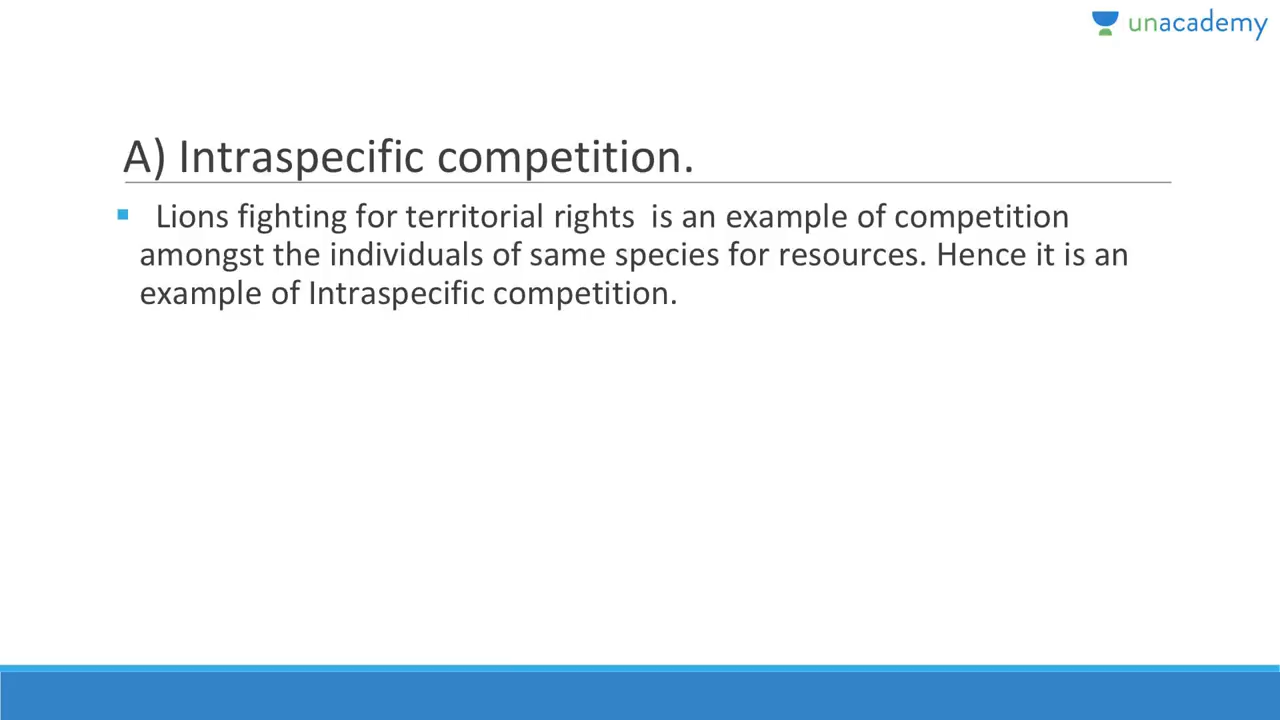 unacademy
A) Intraspecific competition.
▪ Lions fighting for territorial rights  is an example of competition
amongst the individuals of same species for resources. Hence it is an
example of Intraspecific competition.